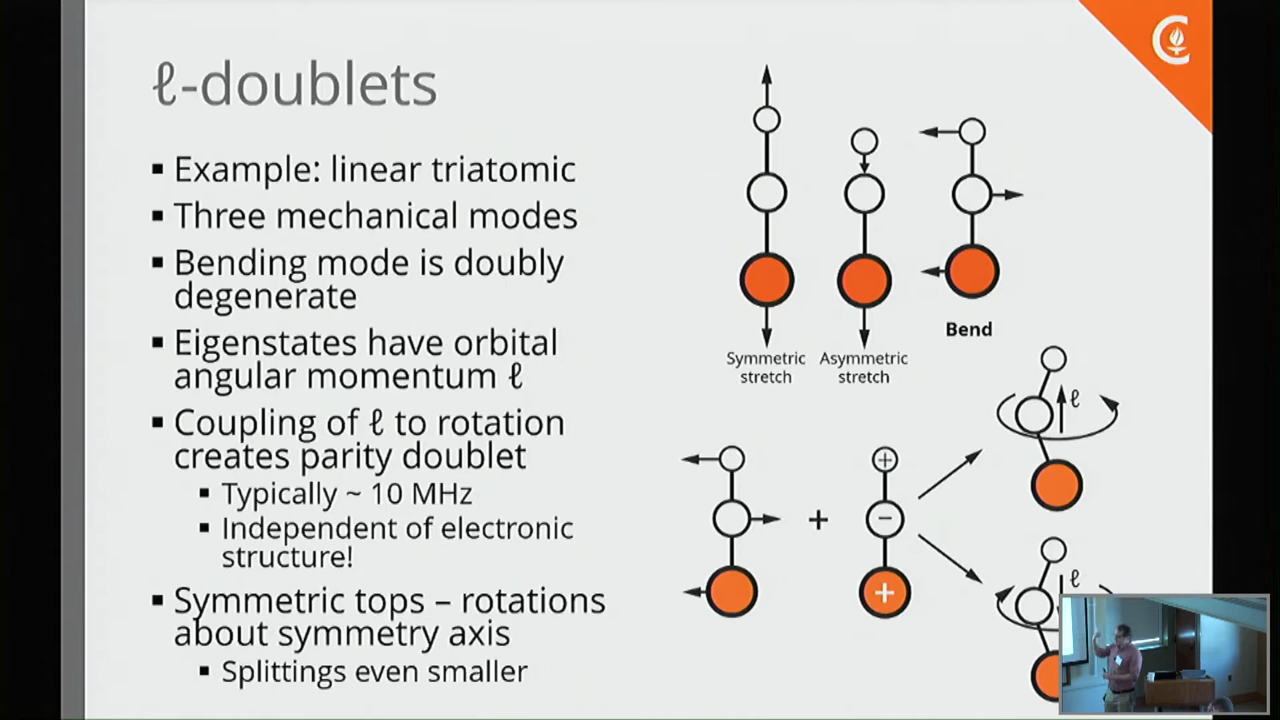 ℓ-doublets
Example: linear triatomic
Three mechanical modes
Bending mode is doubly
degenerate
Eigenstates have orbital
angular momentum ℓ
Coupling of ℓ to rotation
creates parity doublet
Typically ~ 10 MHz
Independent of electronic
structure!
Symmetric tops – rotations
about symmetry axis
Splittings even smaller
Symmetric
stretch
Asymmetric
stretch
Bend
ℓ
+
+
−
+
ℓ